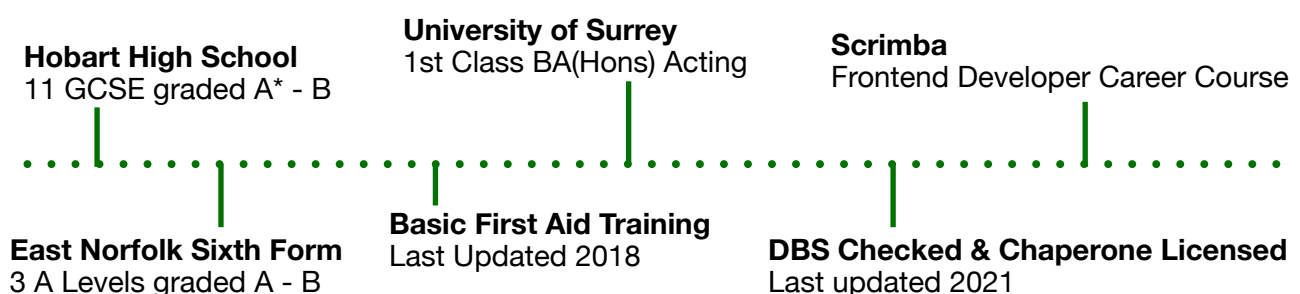 Hobart High School
11 GCSE graded A* - B
East Norfolk Sixth Form
3 A Levels graded A - B
Basic First Aid Training
Last Updated 2018
University of Surrey
1st Class BA(Hons) Acting
DBS Checked & Chaperone Licensed
Last updated 2021
Scrimba
Frontend Developer Career Course